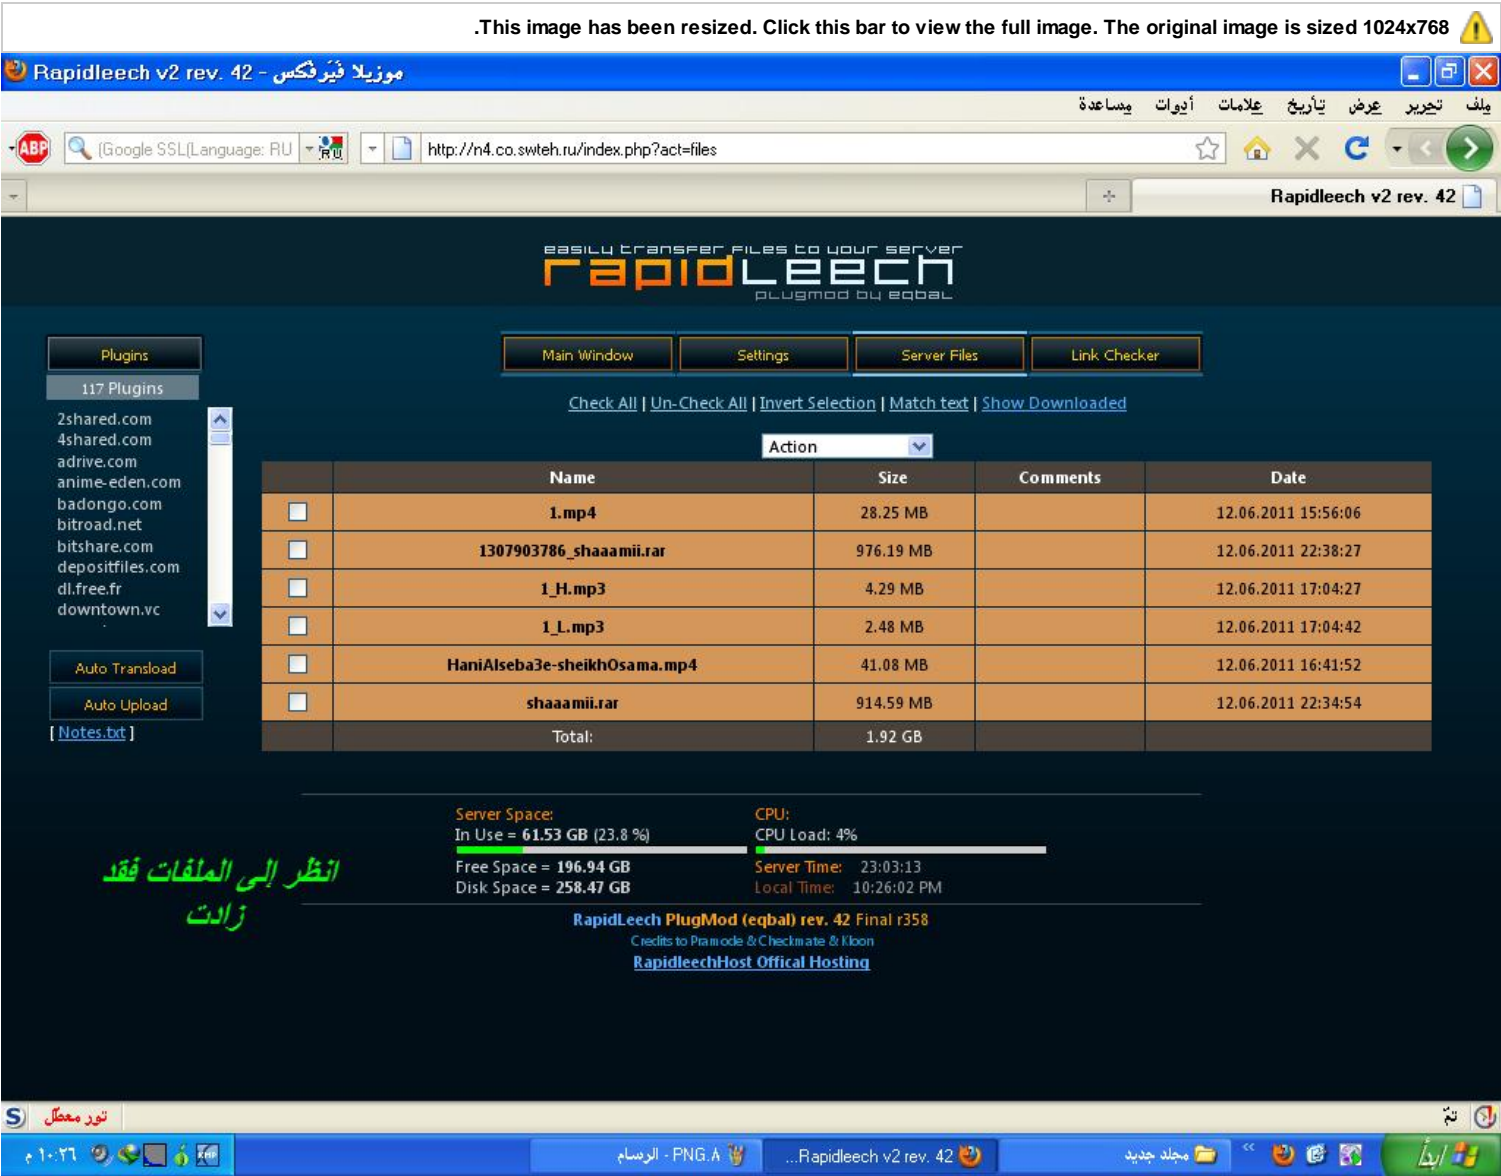 .This image has been resized. Click this bar to view the full image. The original image is sized 1024x768
Rapidleech v2 rev. 42 - موزيلا فَيَرفُكس
ملف تحرير عرض تأريخ علامات أدوات مساعدة
ABP
(Google SSL(Language: RU
RU
http://n4.co.swteh.ru/index.php?act=files
Rapidleech v2 rev. 42
easily transfer files to your server
rapidleech
plugmod by eqbal
Plugins
Main Window
Settings
Server Files
Link Checker
117 Plugins
Check All | Un-Check All | Invert Selection | Match text | Show Downloaded
2shared.com
4shared.com
adrive.com
anime-eden.com
badongo.com
bitroad.net
bitshare.com
depositfiles.com
dl.free.fr
downtown.vc
Action
Name Size Comments Date
1.mp4 28.25 MB 12.06.2011 15:56:06
1307903786_shaaamii.rar 976.19 MB 12.06.2011 22:38:27
1_H.mp3 4.29 MB 12.06.2011 17:04:27
1_L.mp3 2.48 MB 12.06.2011 17:04:42
HaniAlseba3e-sheikhOsama.mp4 41.08 MB 12.06.2011 16:41:52
shaaamii.rar 914.59 MB 12.06.2011 22:34:54
Total: 1.92 GB
Auto Transload
Auto Upload
[ Notes.txt ]
Server Space:
In Use = 61.53 GB (23.8 %)
Free Space = 196.94 GB
Disk Space = 258.47 GB
CPU:
CPU Load: 4%
Server Time: 23:03:13
Local Time: 10:26:02 PM
انظر إلى الملفات فقد
زادت
RapidLeech PlugMod (eqbal) rev. 42 Final r358
Credits to Pramode & Checkmate & Kloon
RapidleechHost Offical Hosting
تمّ
تور معطّل
ابدأ
مجلد جديد
...Rapidleech v2 rev. 42
PNG.٨ - الرسام
KMP
١٠:٢٦ م